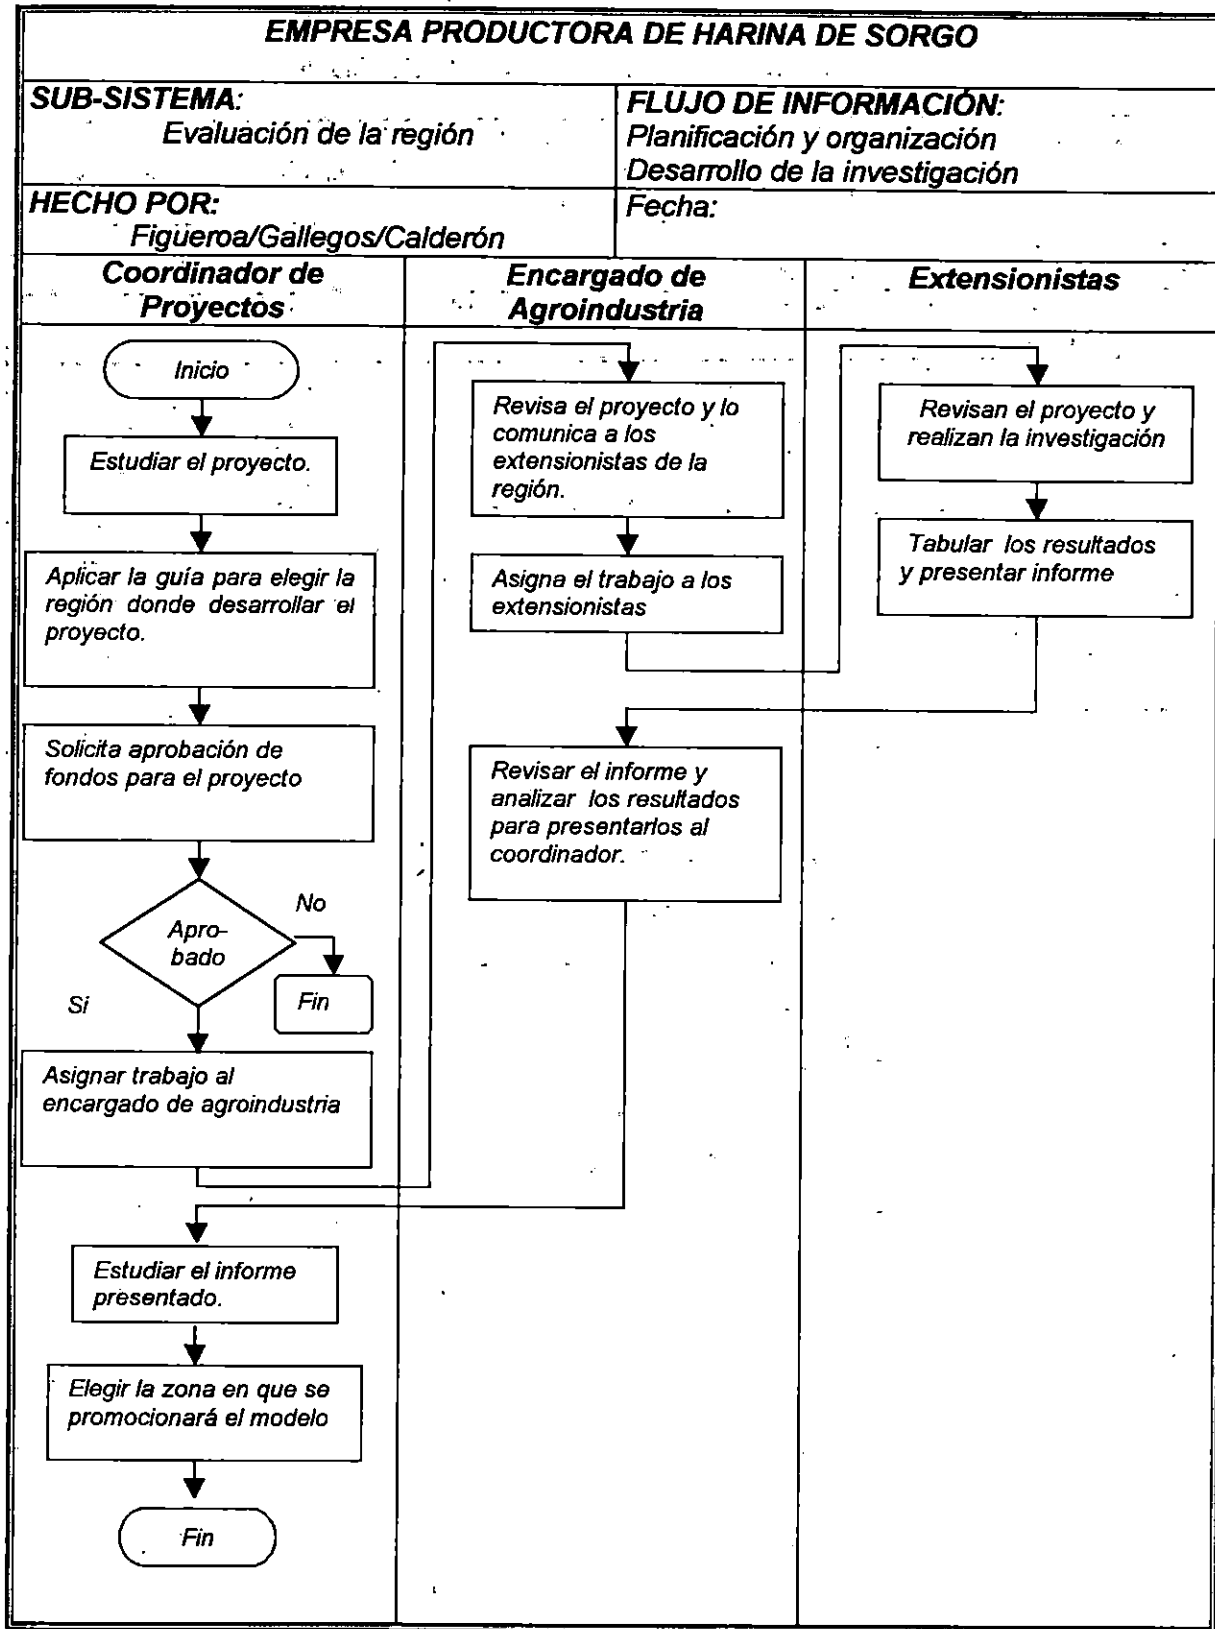 EMPRESA PRODUCTORA DE HARINA DE SORGO
SUB-SISTEMA:
Evaluación de la región
FLUJO DE INFORMACIÓN:
Planificación y organización
Desarrollo de la investigación
HECHO POR:
Figueroa/Gallegos/Calderón
Fecha:
Coordinador de
Proyectos
Encargado de
Agroindustria
Extensionistas
Inicio
Estudiar el proyecto.
Aplicar la guía para elegir la
región donde desarrollar el
proyecto.
Solicita aprobación de
fondos para el proyecto
Apro-
bado
No
Fin
Sí
Asignar trabajo al
encargado de agroindustria
Revisa el proyecto y lo
comunica a los
extensionistas de la
región.
Asigna el trabajo a los
extensionistas
Revisan el proyecto y
realizan la investigación
Tabular los resultados
y presentar informe
Revisar el informe y
analizar los resultados
para presentarlos al
coordinador.
Estudiar el informe
presentado.
Elegir la zona en que se
promocionará el modelo
Fin